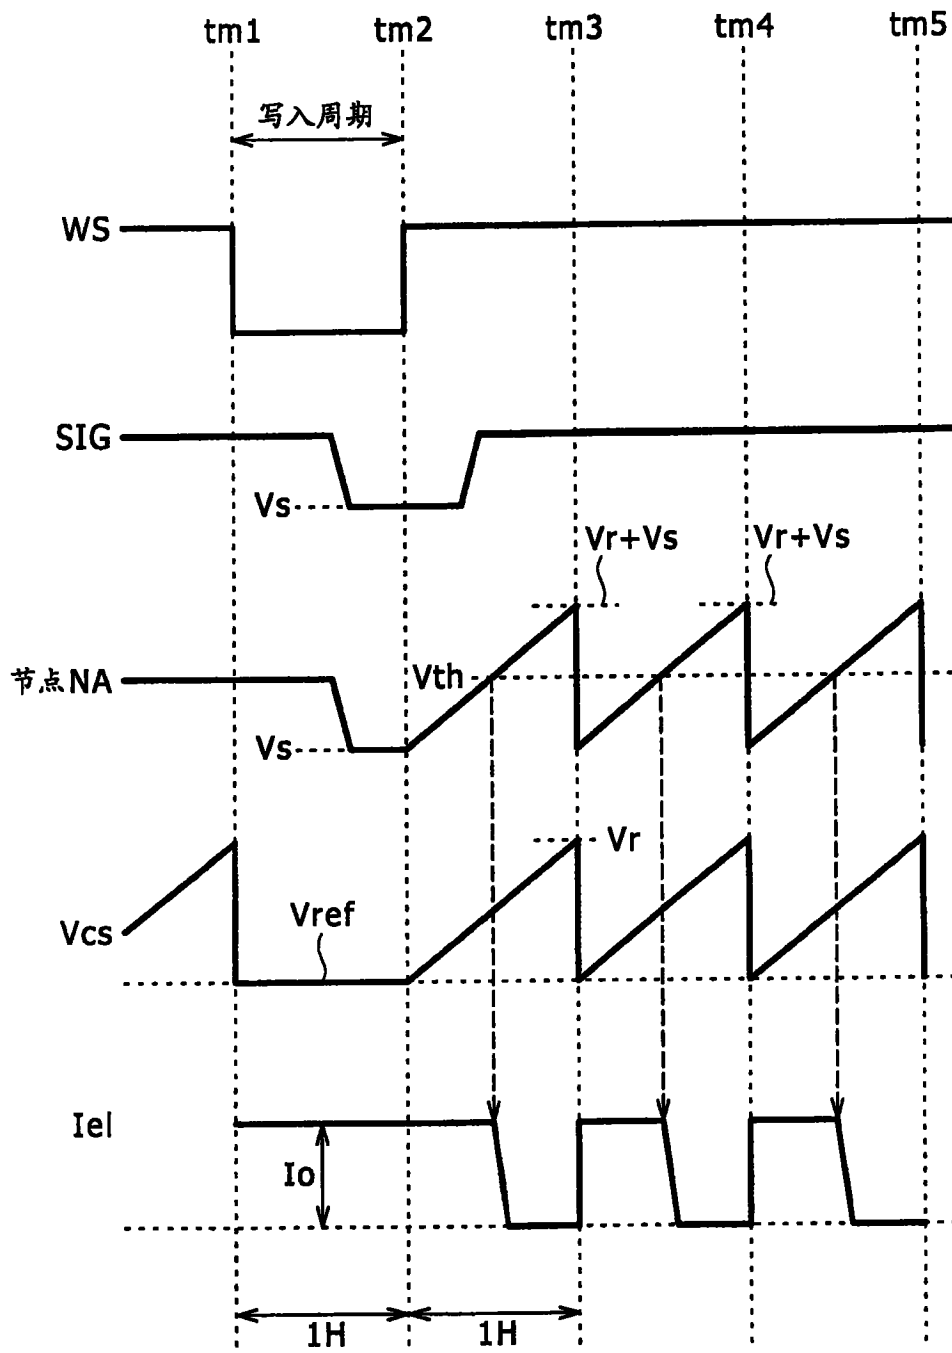 tm1 tm2 tm3 tm4 tm5
写入周期
WS
SIG
Vs
Vr+Vs Vr+Vs
Vth
节点NA
Vs
Vr
Vref
Vcs
Iel
Io
1H 1H